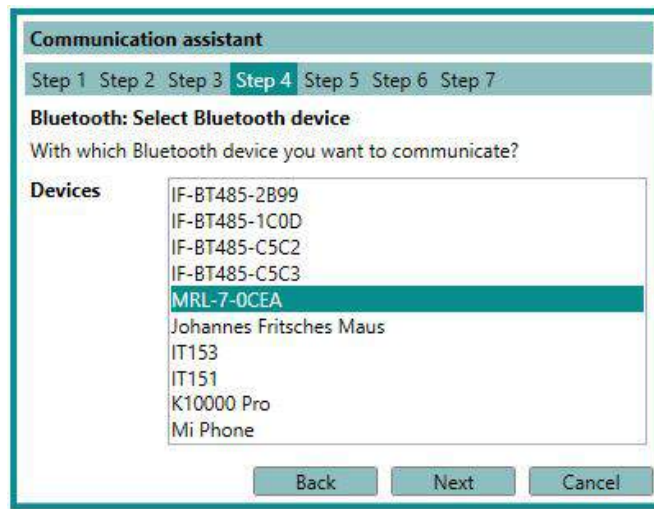 Communication assistant
Step 1 Step 2 Step 3 Step 4 Step 5 Step 6 Step 7
Bluetooth: Select Bluetooth device
With which Bluetooth device you want to communicate?
Devices
IF-BT485-2B99
IF-BT485-1C0D
IF-BT485-C5C2
IF-BT485-C5C3
MRL-7-0CEA
Johannes Fritsches Maus
IT153
IT151
K10000 Pro
Mi Phone
Back Next Cancel